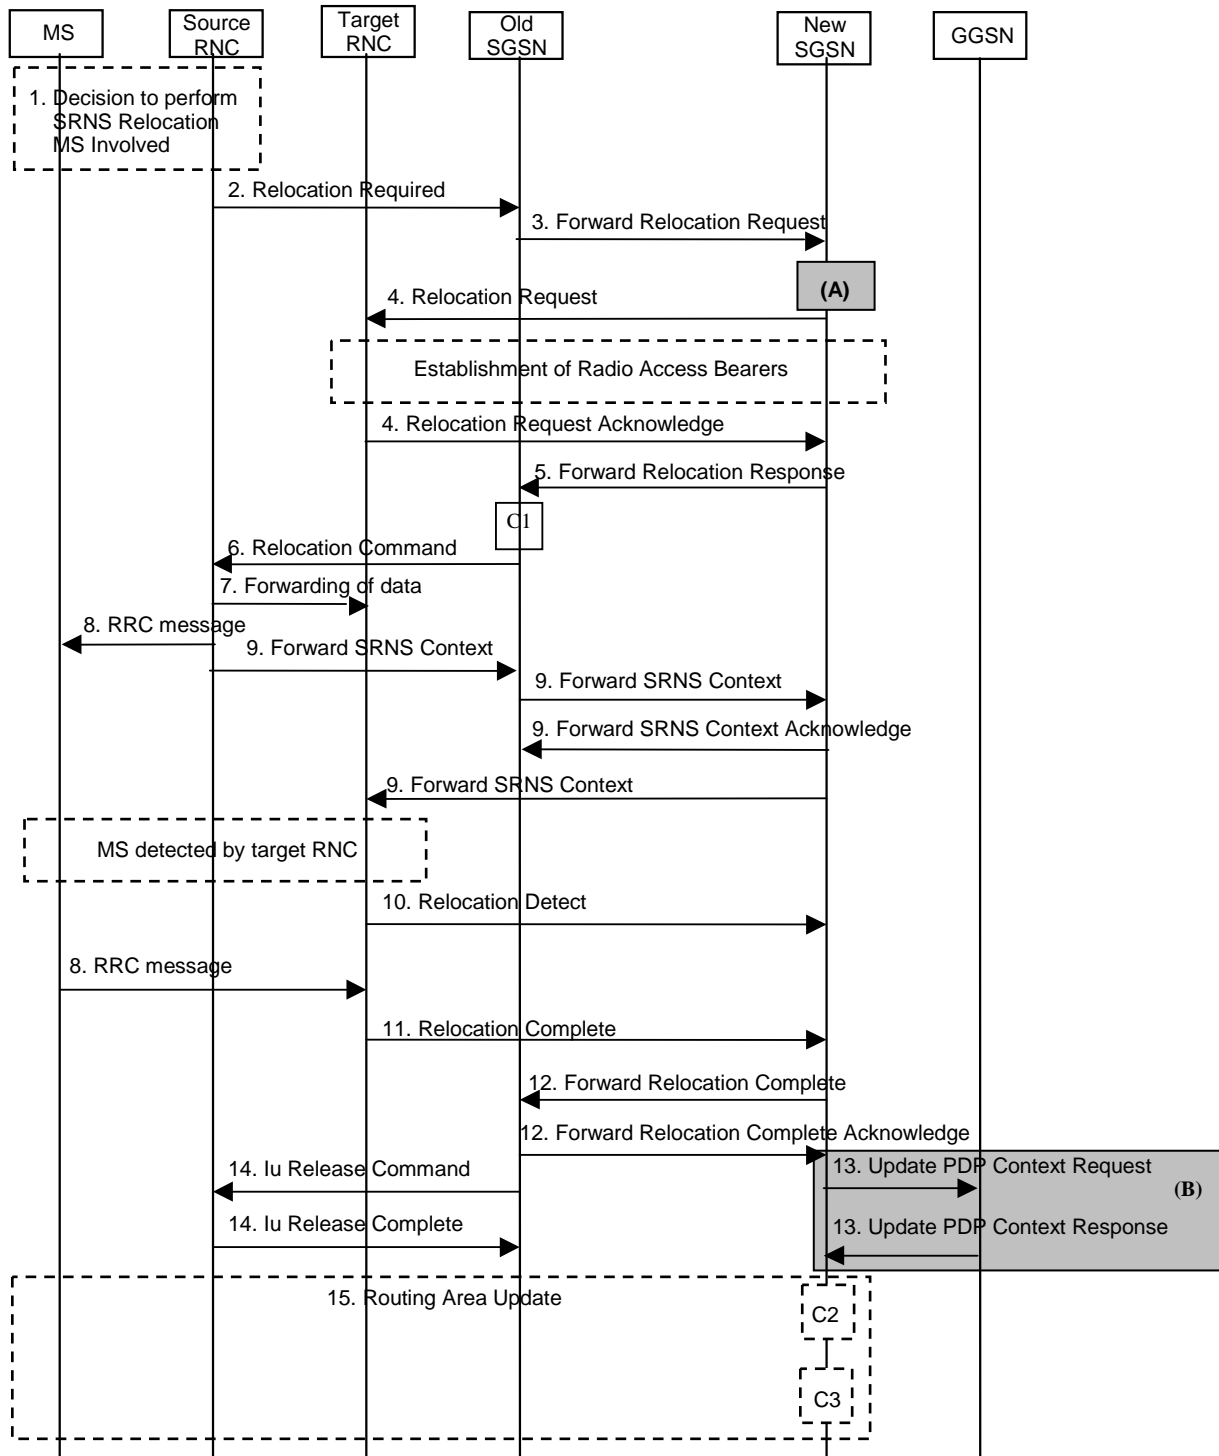 MS
Source
RNC
Target
RNC
Old
SGSN
New
SGSN
GGSN
1. Decision to perform
SRNS Relocation
MS Involved
2. Relocation Required
3. Forward Relocation Request
(A)
4. Relocation Request
Establishment of Radio Access Bearers
4. Relocation Request Acknowledge
5. Forward Relocation Response
C1
6. Relocation Command
7. Forwarding of data
8. RRC message
9. Forward SRNS Context
9. Forward SRNS Context
9. Forward SRNS Context Acknowledge
9. Forward SRNS Context
MS detected by target RNC
10. Relocation Detect
8. RRC message
11. Relocation Complete
12. Forward Relocation Complete
12. Forward Relocation Complete Acknowledge
14. Iu Release Command
13. Update PDP Context Request
(B)
14. Iu Release Complete
13. Update PDP Context Response
15. Routing Area Update
C2
C3